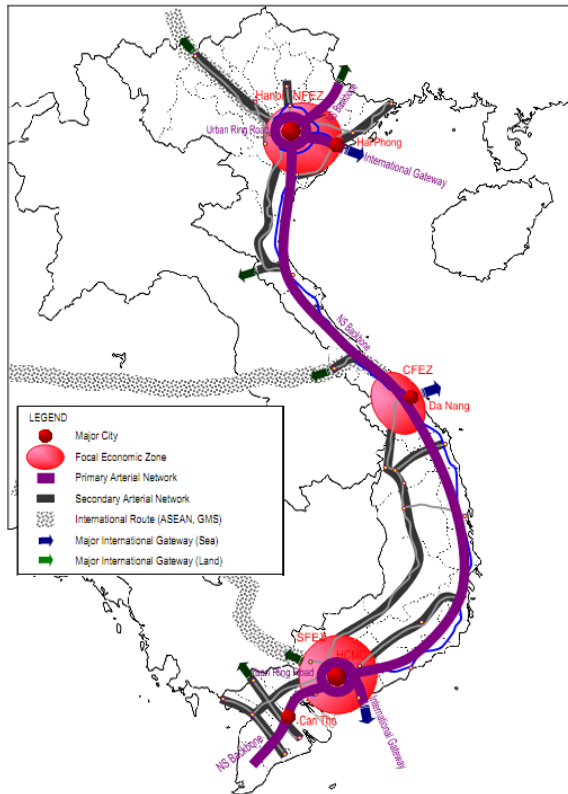 Hanoi NFEZ
NS Backbone
Urban Ring Road
Hai Phong
International Gateway
NS Backbone
CFEZ
Da Nang
LEGEND
Major City
Focal Economic Zone
Primary Arterial Network
Secondary Arterial Network
International Route (ASEAN, GMS)
Major International Gateway (Sea)
Major International Gateway (Land)
SFEZ
HCMC
Ring Road
International Gateway
Can Tho
NS Backbone